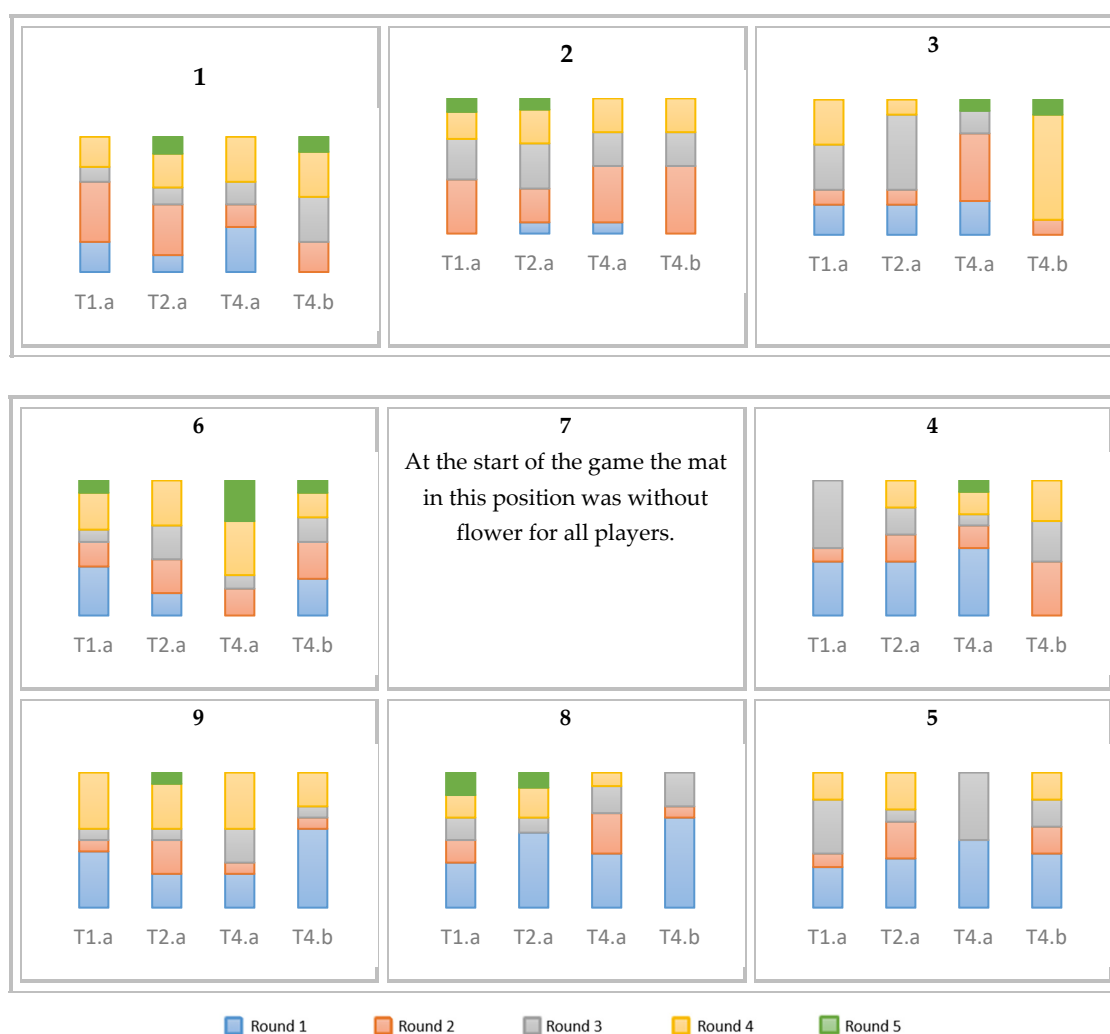 1
T1.a T2.a T4.a T4.b
2
T1.a T2.a T4.a T4.b
3
T1.a T2.a T4.a T4.b
6
T1.a T2.a T4.a T4.b
7
At the start of the game the mat
in this position was without
flower for all players.
4
T1.a T2.a T4.a T4.b
9
T1.a T2.a T4.a T4.b
8
T1.a T2.a T4.a T4.b
5
T1.a T2.a T4.a T4.b
Round 1 Round 2 Round 3 Round 4 Round 5